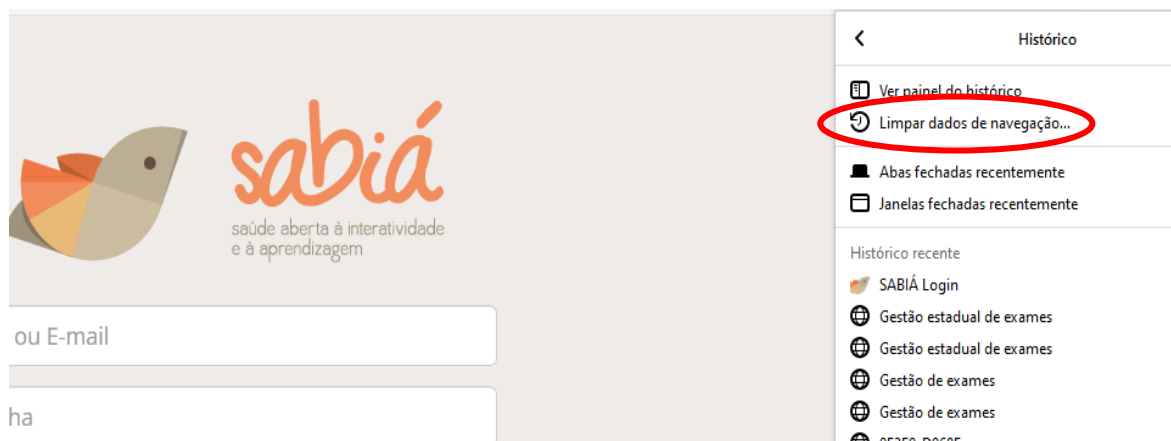 sabiá
saúde aberta à interatividade
e à aprendizagem
ou E-mail
ha
Histórico
Ver painel do histórico
Limpar dados de navegação...
Abas fechadas recentemente
Janelas fechadas recentemente
Histórico recente
SABIÁ Login
Gestão estadual de exames
Gestão estadual de exames
Gestão de exames
Gestão de exames